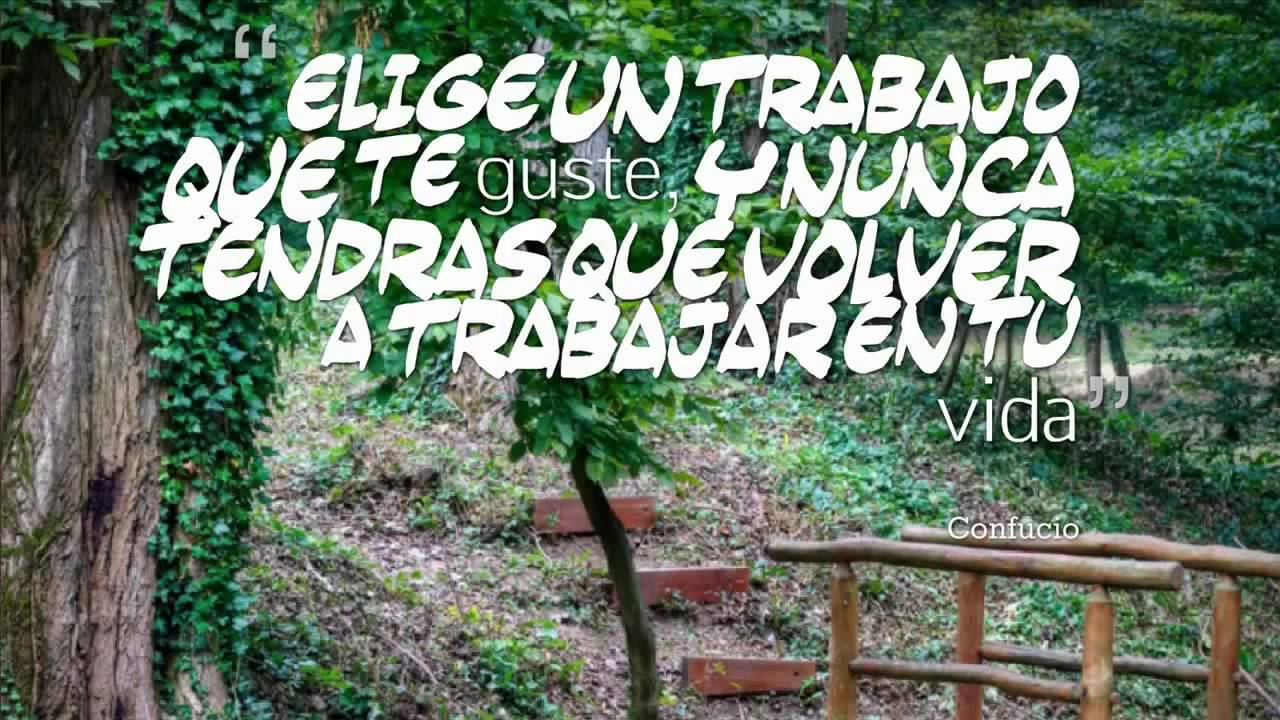 “ ELIGE UN TRABAJO
QUE TE guste, Y NUNCA
TENDRAS QUE VOLVER
A TRABAJAR EN TU
vida ”
Confucio